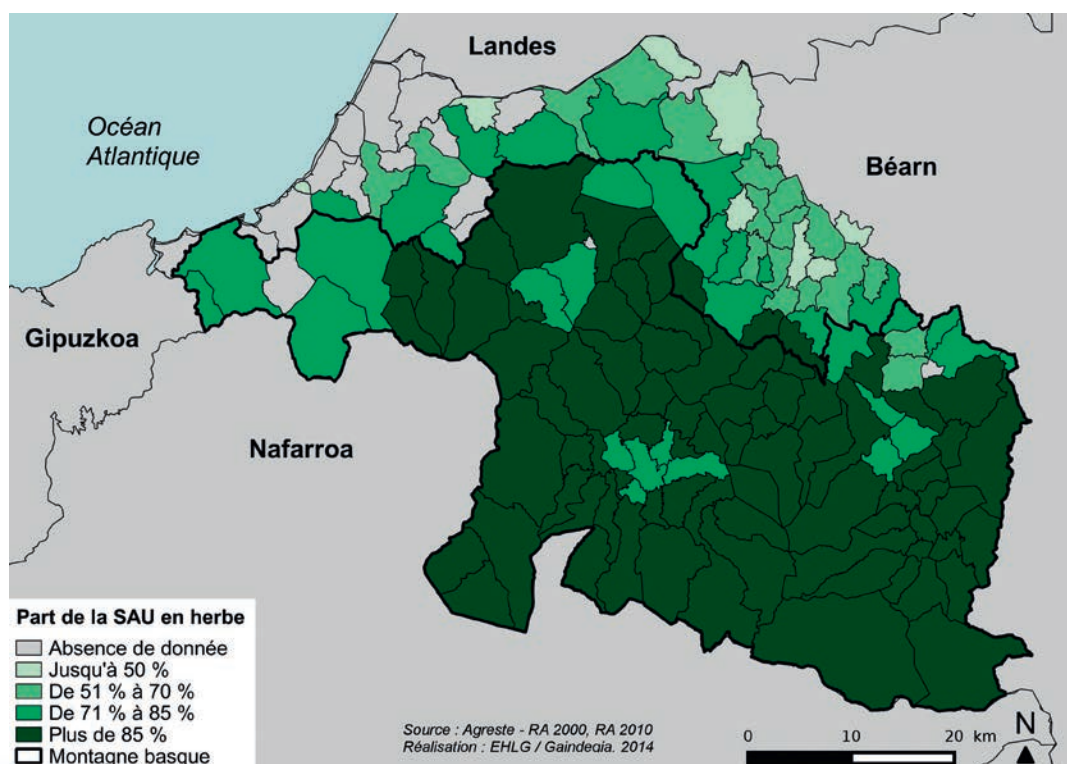 Landes
Océan
Atlantique
Béarn
Gipuzkoa
Nafarroa
Part de la SAU en herbe
Absence de donnée
Jusqu'à 50 %
De 51 % à 70 %
De 71 % à 85 %
Plus de 85 %
Montagne basque
Source : Agreste - RA 2000, RA 2010
Réalisation : EHLG / Gaindegia. 2014
0 10 20 km
N